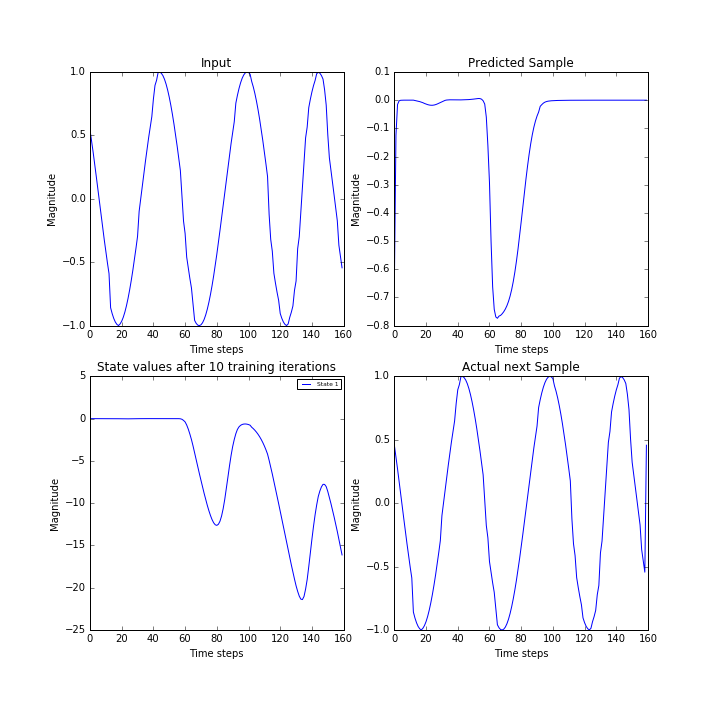 Input
1.0
0.5
0.0
−0.5
−1.0
Magnitude
0 20 40 60 80 100 120 140 160
Time steps
Predicted Sample
0.1
0.0
−0.1
−0.2
−0.3
−0.4
−0.5
−0.6
−0.7
−0.8
Magnitude
0 20 40 60 80 100 120 140 160
Time steps
State values after 10 training iterations
5
0
−5
−10
−15
−20
−25
Magnitude
State 1
0 20 40 60 80 100 120 140 160
Time steps
Actual next Sample
1.0
0.5
0.0
−0.5
−1.0
Magnitude
0 20 40 60 80 100 120 140 160
Time steps